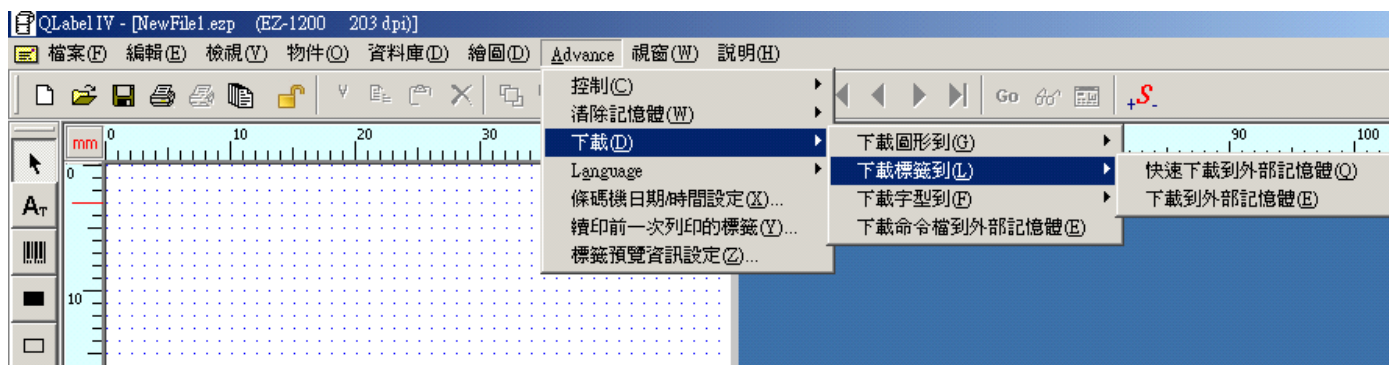 QLabel IV - [NewFile1.ezp (EZ-1200 203 dpi)]
檔案(F) 編輯(E) 檢視(V) 物件(O) 資料庫(D) 繪圖(D) Advance 視窗(W) 說明(H)
Go +S-
mm 0 10 20 30 90 100
0
10
AT
控制(C)
清除記憶體(W)
下載(D)
Language
條碼機日期/時間設定(X)...
續印前一次列印的標籤(Y)...
標籤預覽資訊設定(Z)...
下載圖形到(G)
下載標籤到(L)
下載字型到(F)
下載命令檔到外部記憶體(E)
快速下載到外部記憶體(Q)
下載到外部記憶體(E)